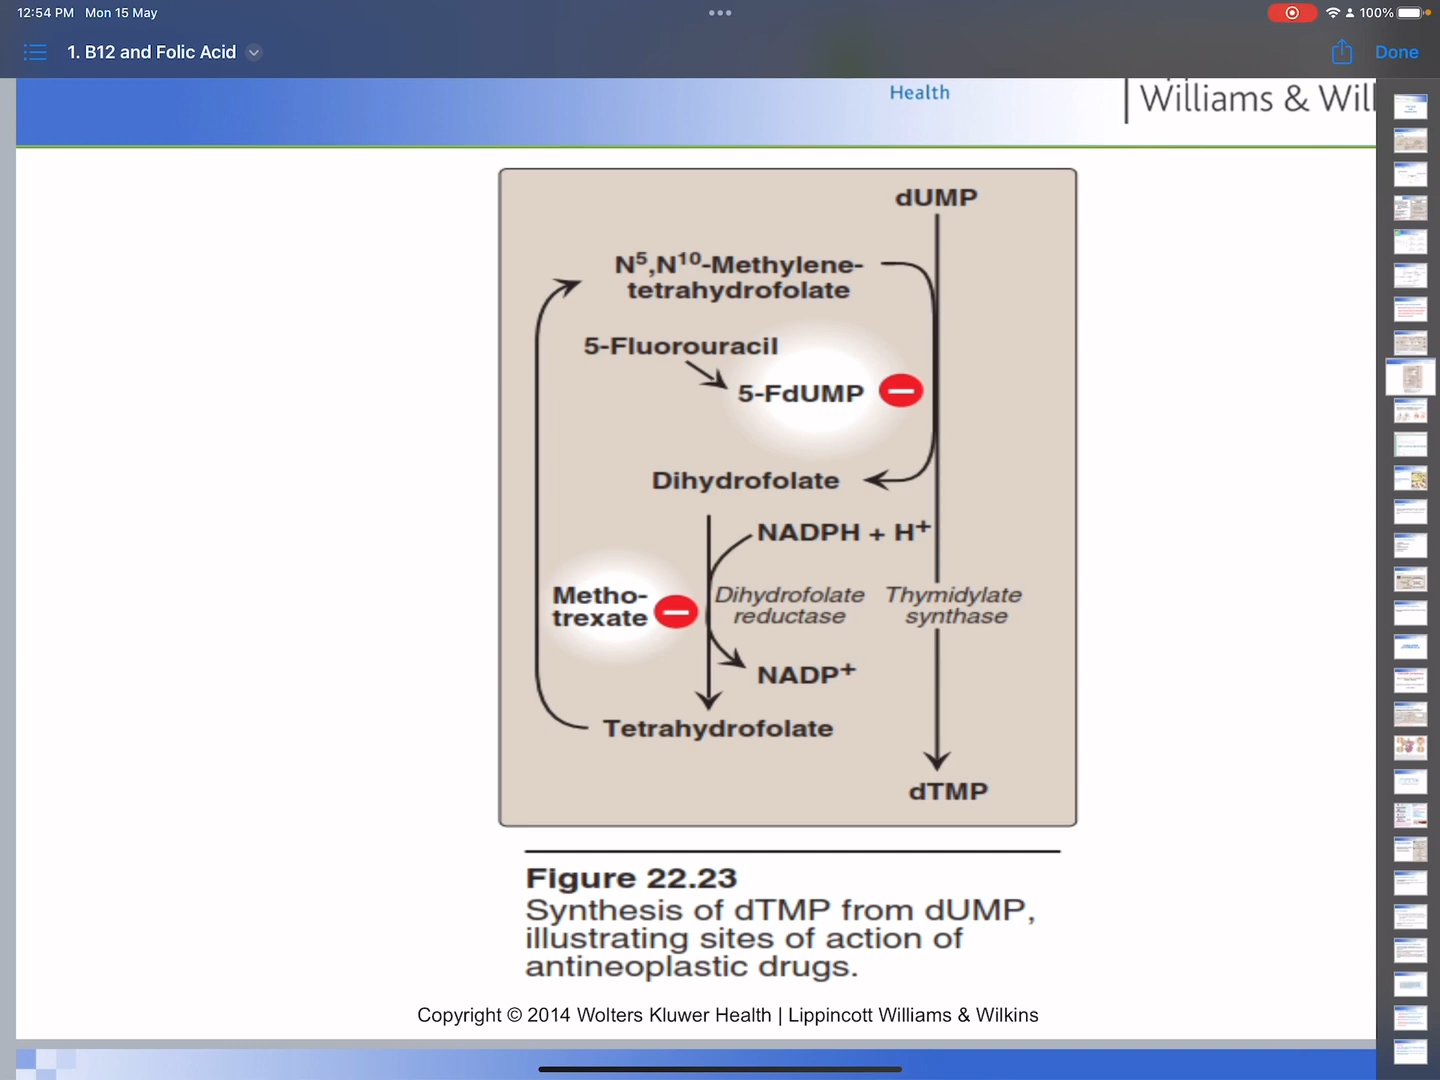 12:54 PM Mon 15 May
100%
1. B12 and Folic Acid
Done
Health
Williams & Wil
dUMP
N⁵,N¹⁰-Methylene-
tetrahydrofolate
5-Fluorouracil
5-FdUMP
Dihydrofolate
NADPH + H⁺
Metho-
trexate
Dihydrofolate
reductase
Thymidylate
synthase
NADP⁺
Tetrahydrofolate
dTMP
Figure 22.23
Synthesis of dTMP from dUMP,
illustrating sites of action of
antineoplastic drugs.
Copyright © 2014 Wolters Kluwer Health | Lippincott Williams & Wilkins